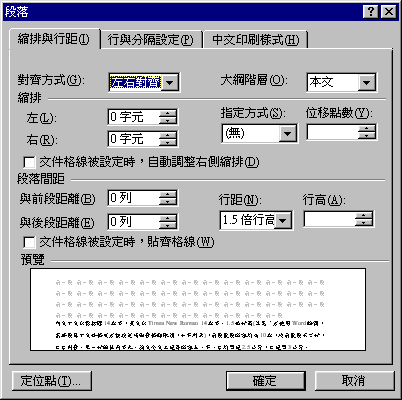 段落
縮排與行距(I) 行與分隔設定(P) 中文印刷樣式(H)
對齊方式(G): 左右對齊 大綱階層(O): 本文
縮排
左(L): 0 字元 指定方式(S): 位移點數(Y):
右(R): 0 字元 (無)
文件格線被設定時，自動調整右側縮排(D)
段落間距
與前段距離(B) 0 列 行距(N): 行高(A):
與後段距離(E) 0 列 1.5 倍行高
文件格線被設定時，貼齊格線(W)
預覽
定位點(T)... 確定 取消